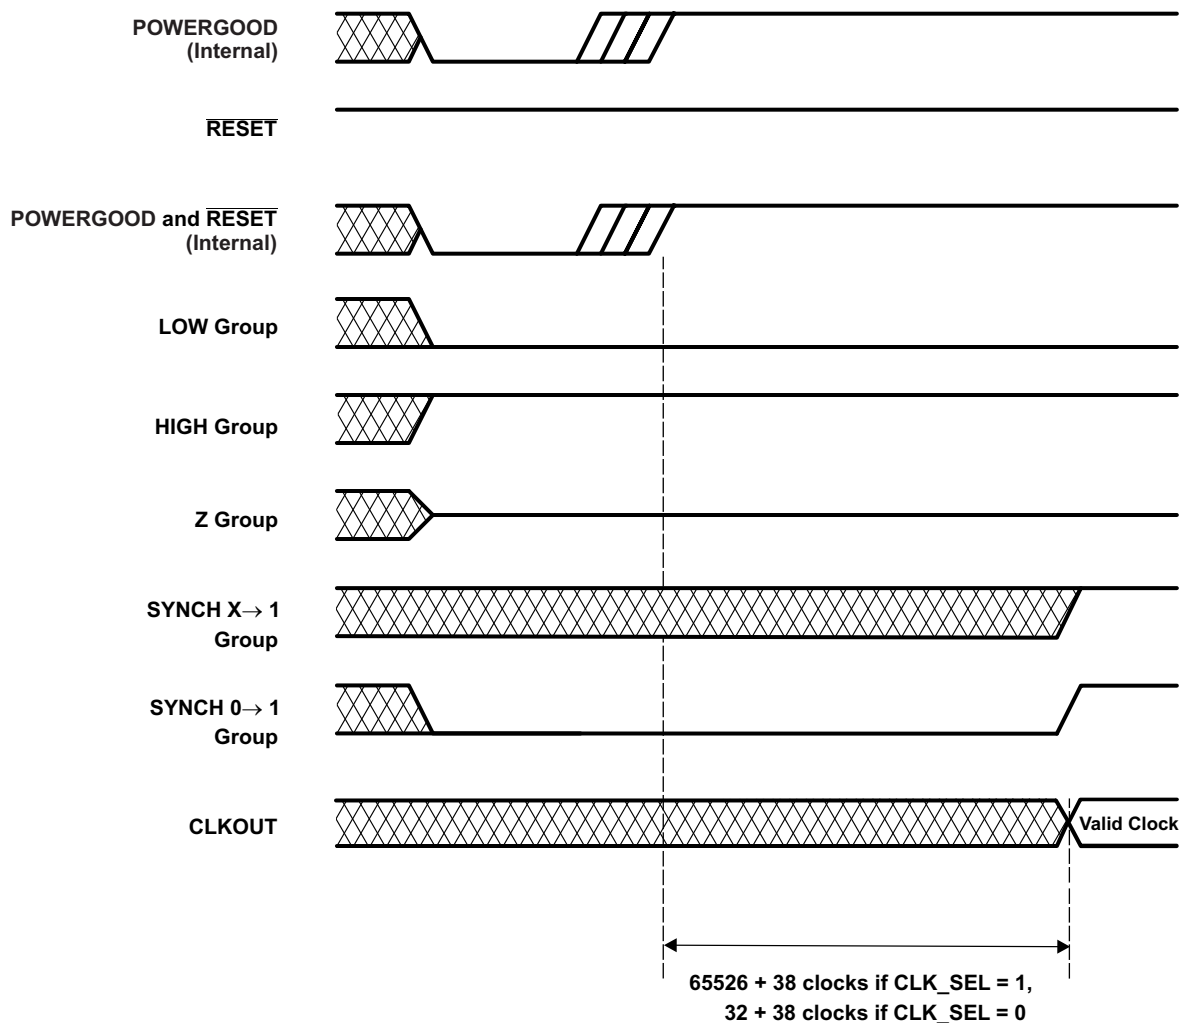 POWERGOOD
(Internal)
RESET
POWERGOOD and RESET
(Internal)
LOW Group
HIGH Group
Z Group
SYNCH X→ 1
Group
SYNCH 0→ 1
Group
CLKOUT
Valid Clock
65526 + 38 clocks if CLK_SEL = 1,
32 + 38 clocks if CLK_SEL = 0